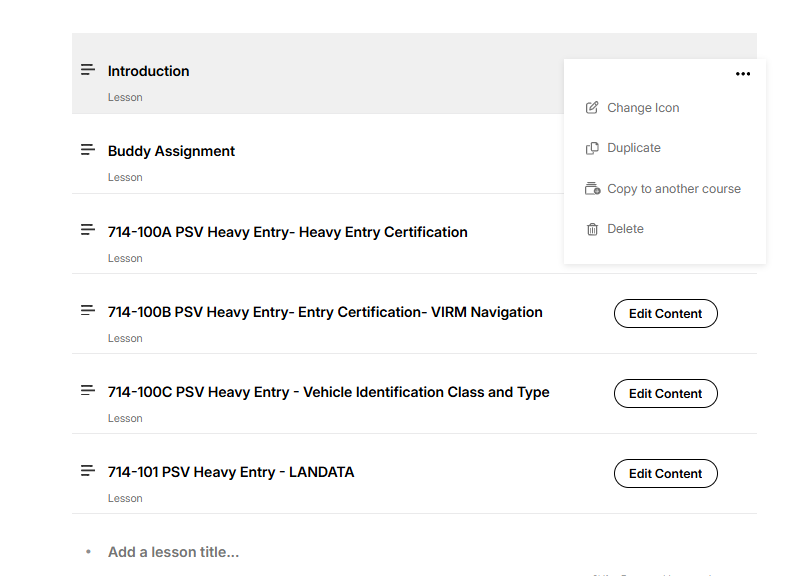 Introduction
Lesson
Change Icon
Buddy Assignment
Duplicate
Lesson
Copy to another course
714-100A PSV Heavy Entry- Heavy Entry Certification
Delete
Lesson
714-100B PSV Heavy Entry- Entry Certification- VIRM Navigation
Edit Content
Lesson
714-100C PSV Heavy Entry - Vehicle Identification Class and Type
Edit Content
Lesson
714-101 PSV Heavy Entry - LANDATA
Edit Content
Lesson
Add a lesson title...